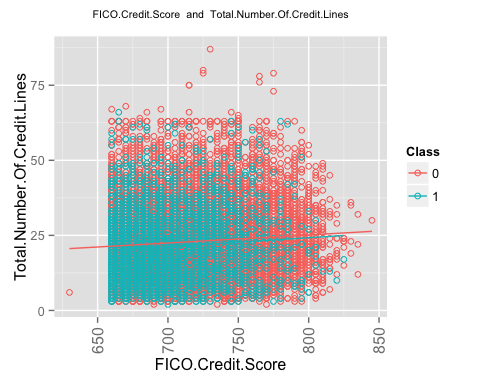 FICO.Credit.Score and Total.Number.Of.Credit.Lines
Total.Number.Of.Credit.Lines
75
50
25
0
650
700
750
800
850
FICO.Credit.Score
Class
0
1